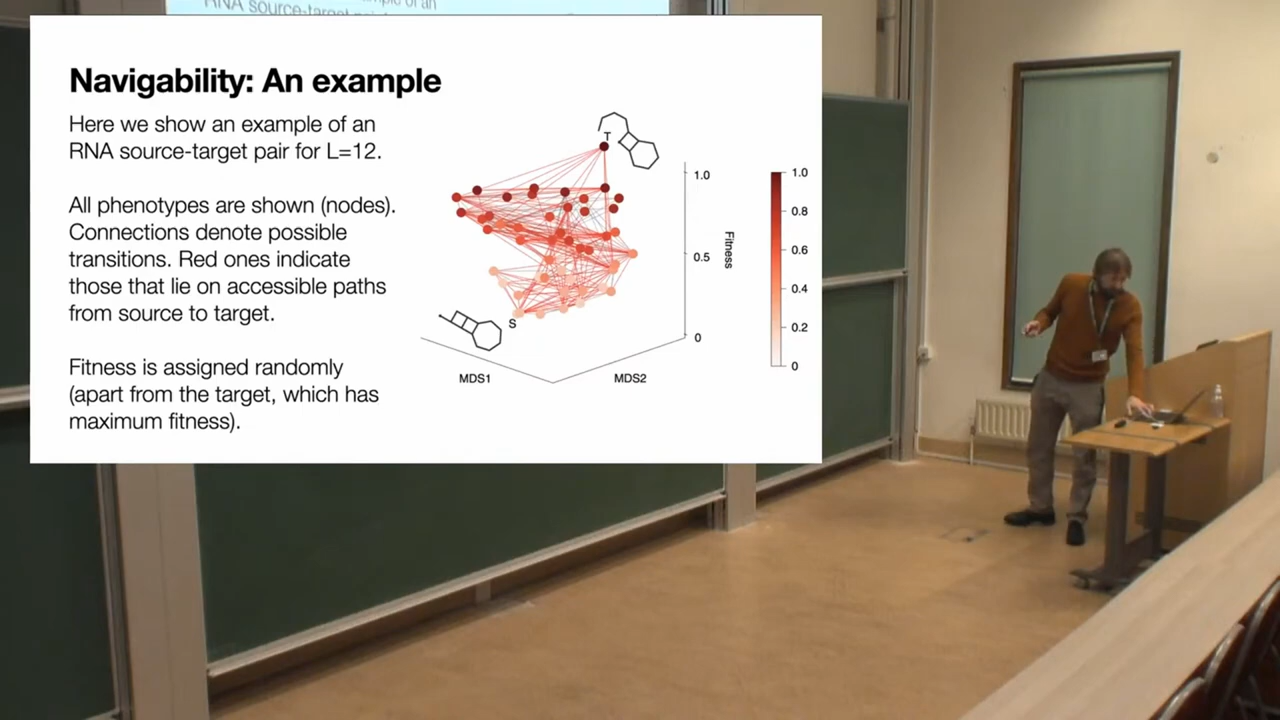 RNA source-target
Navigability: An example
Here we show an example of an
RNA source-target pair for L=12.
All phenotypes are shown (nodes).
Connections denote possible
transitions. Red ones indicate
those that lie on accessible paths
from source to target.
Fitness is assigned randomly
(apart from the target, which has
maximum fitness).
T
S
1.0
0.5
0
Fitness
MDS1
MDS2
1.0
0.8
0.6
0.4
0.2
0